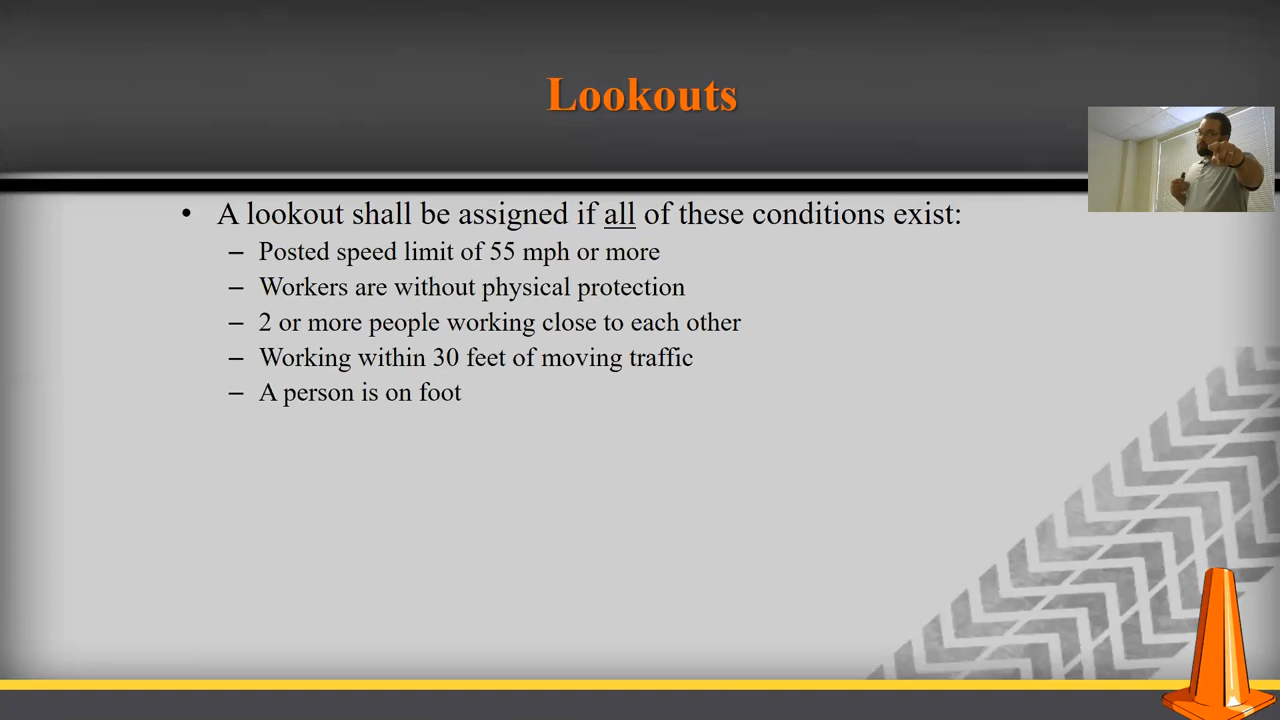 Lookouts
• A lookout shall be assigned if all of these conditions exist:
– Posted speed limit of 55 mph or more
– Workers are without physical protection
– 2 or more people working close to each other
– Working within 30 feet of moving traffic
– A person is on foot